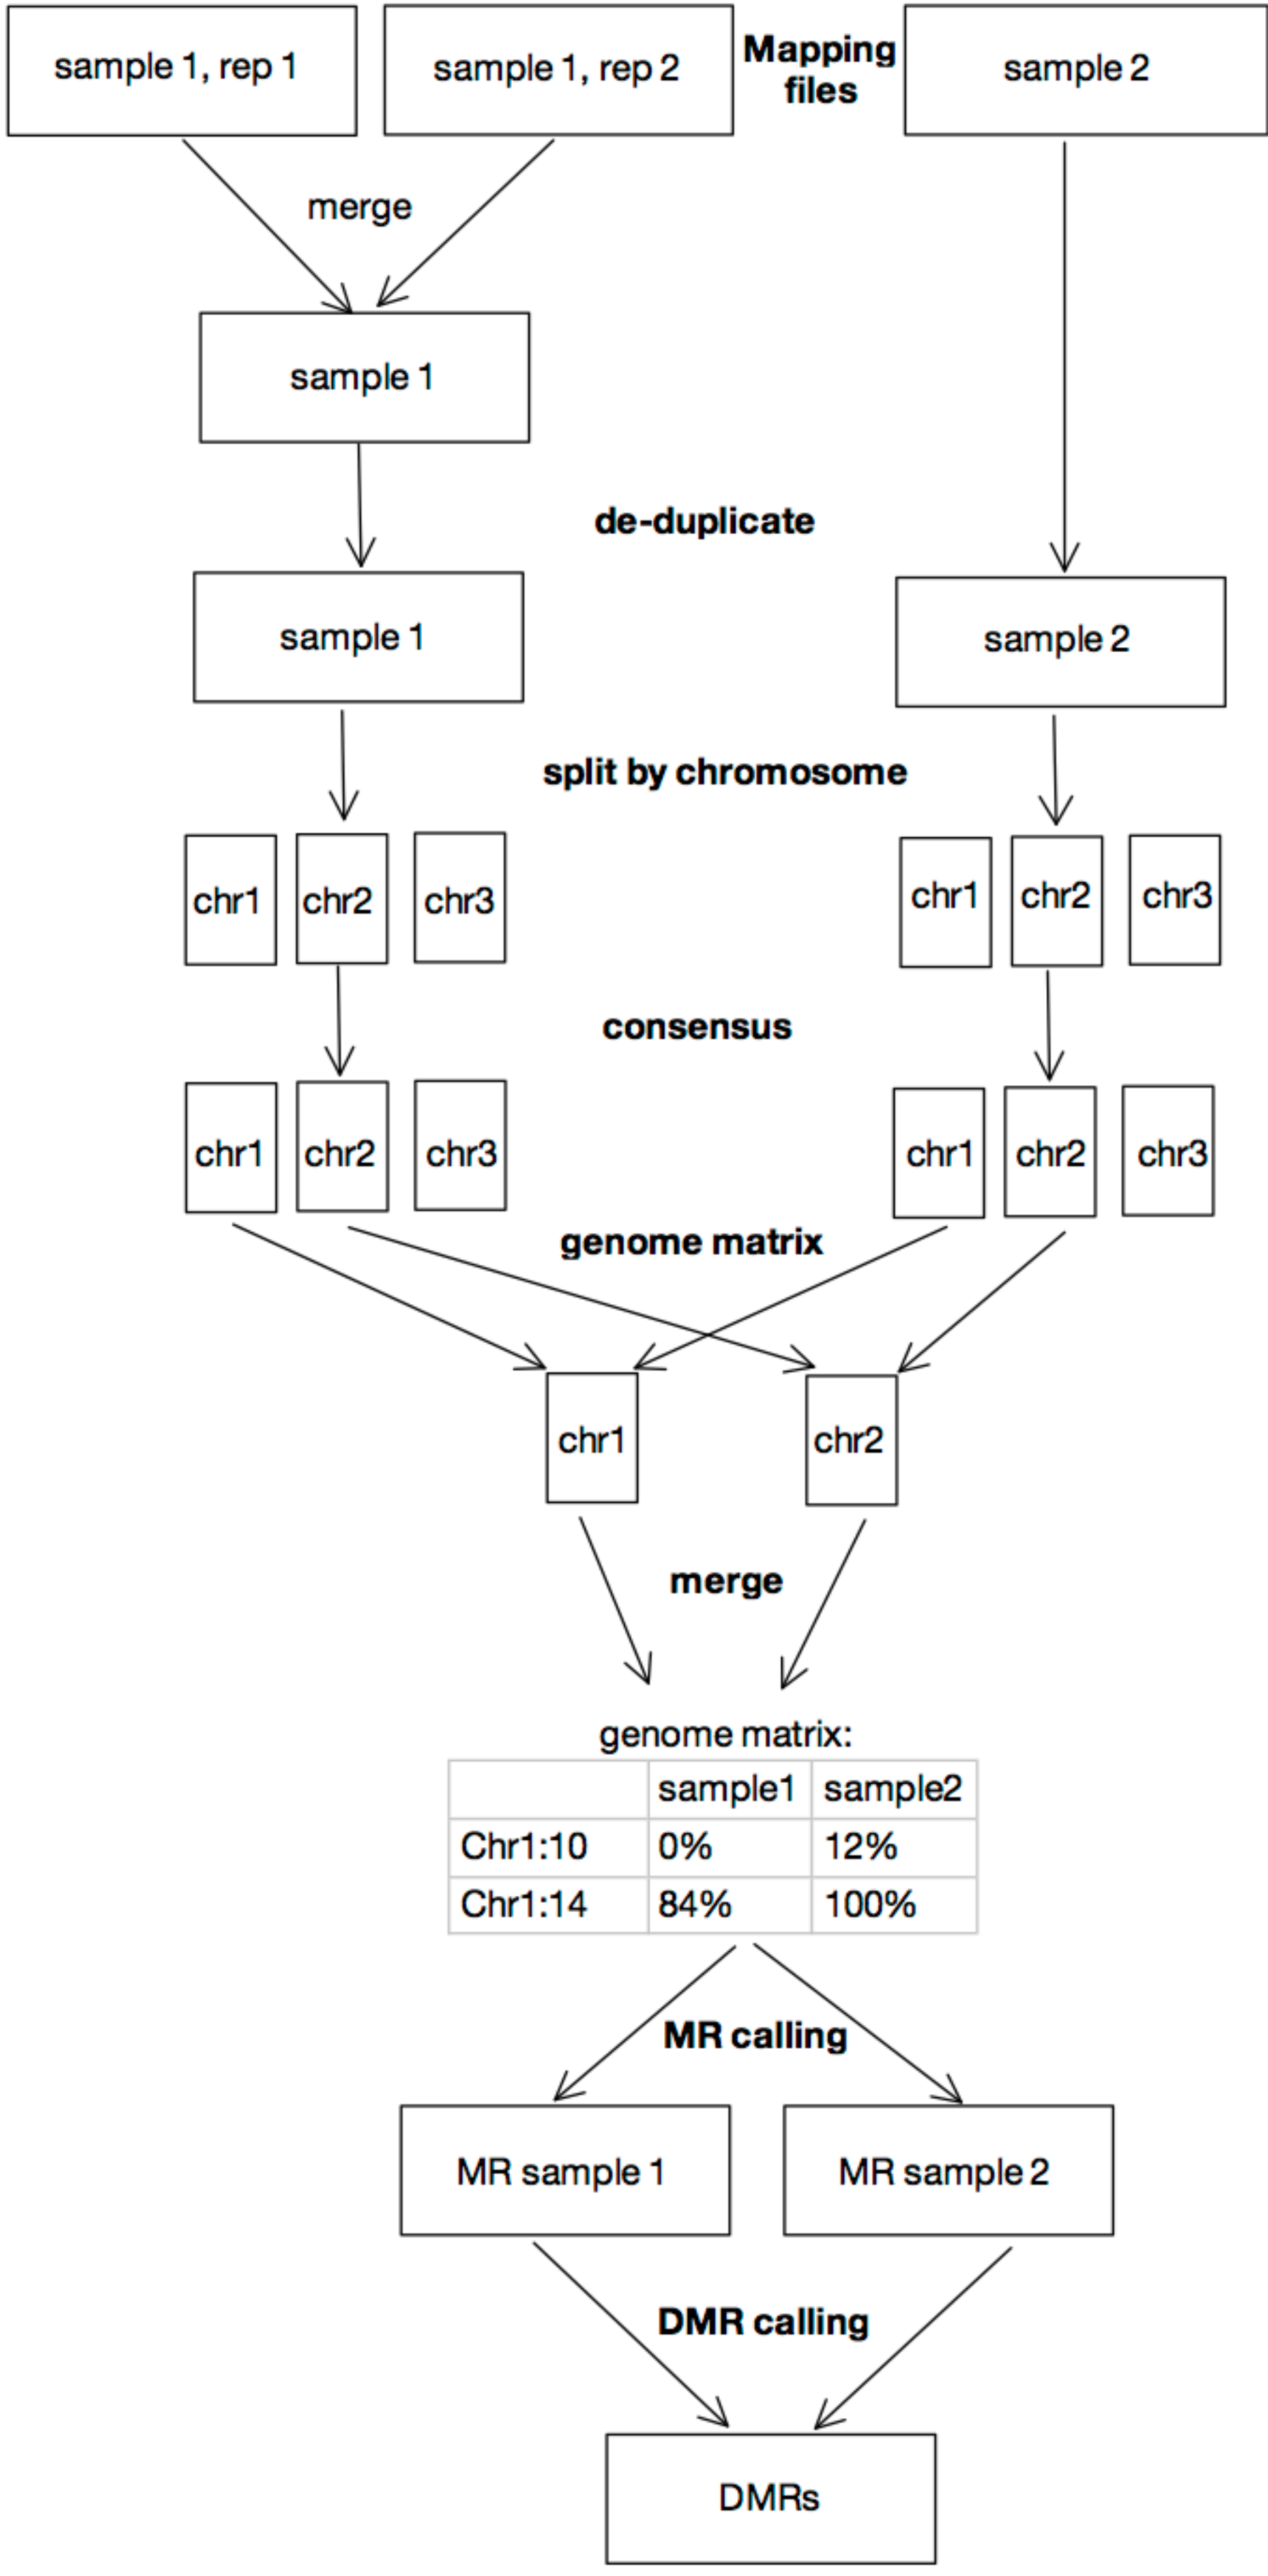 sample 1, rep 1
sample 1, rep 2
Mapping
files
sample 2
merge
sample 1
de-duplicate
sample 1
sample 2
split by chromosome
chr1 chr2 chr3
chr1 chr2 chr3
consensus
chr1 chr2 chr3
chr1 chr2 chr3
genome matrix
chr1
chr2
merge
genome matrix:
sample1 sample2
Chr1:10 0% 12%
Chr1:14 84% 100%
MR calling
MR sample 1
MR sample 2
DMR calling
DMRs